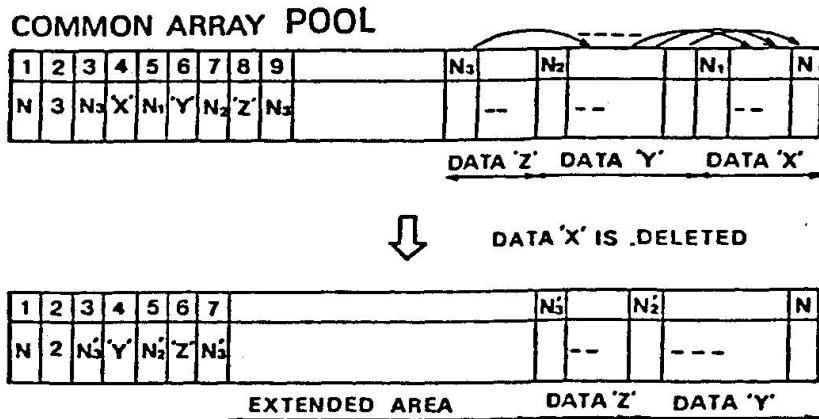 COMMON ARRAY POOL
1 2 3 4 5 6 7 8 9 N₃ N₂ N₁ N
N 3 N₃ 'X' N₁ 'Y' N₂ 'Z' N₃ -- -- --
DATA 'Z' DATA 'Y' DATA 'X'
DATA 'X' IS .DELETED
1 2 3 4 5 6 7 N₃' N₂' N
N 2 N₃' 'Y' N₂' 'Z' N₃' -- ---
EXTENDED AREA DATA 'Z' DATA 'Y'